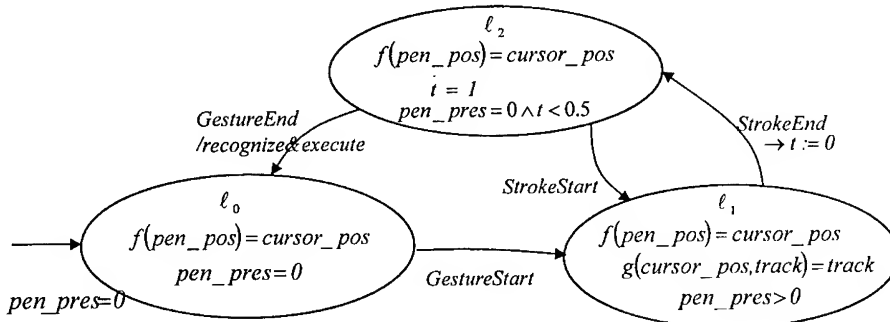 ℓ₂
f(pen_pos)=cursor_pos
ṫ = 1
pen_pres=0∧t<0.5
GestureEnd
/recognize&execute
StrokeEnd
→ t := 0
StrokeStart
ℓ₀
f(pen_pos)=cursor_pos
pen_pres=0
ℓ₁
f(pen_pos)=cursor_pos
g(cursor_pos,track)=track
pen_pres>0
GestureStart
pen_pres=0